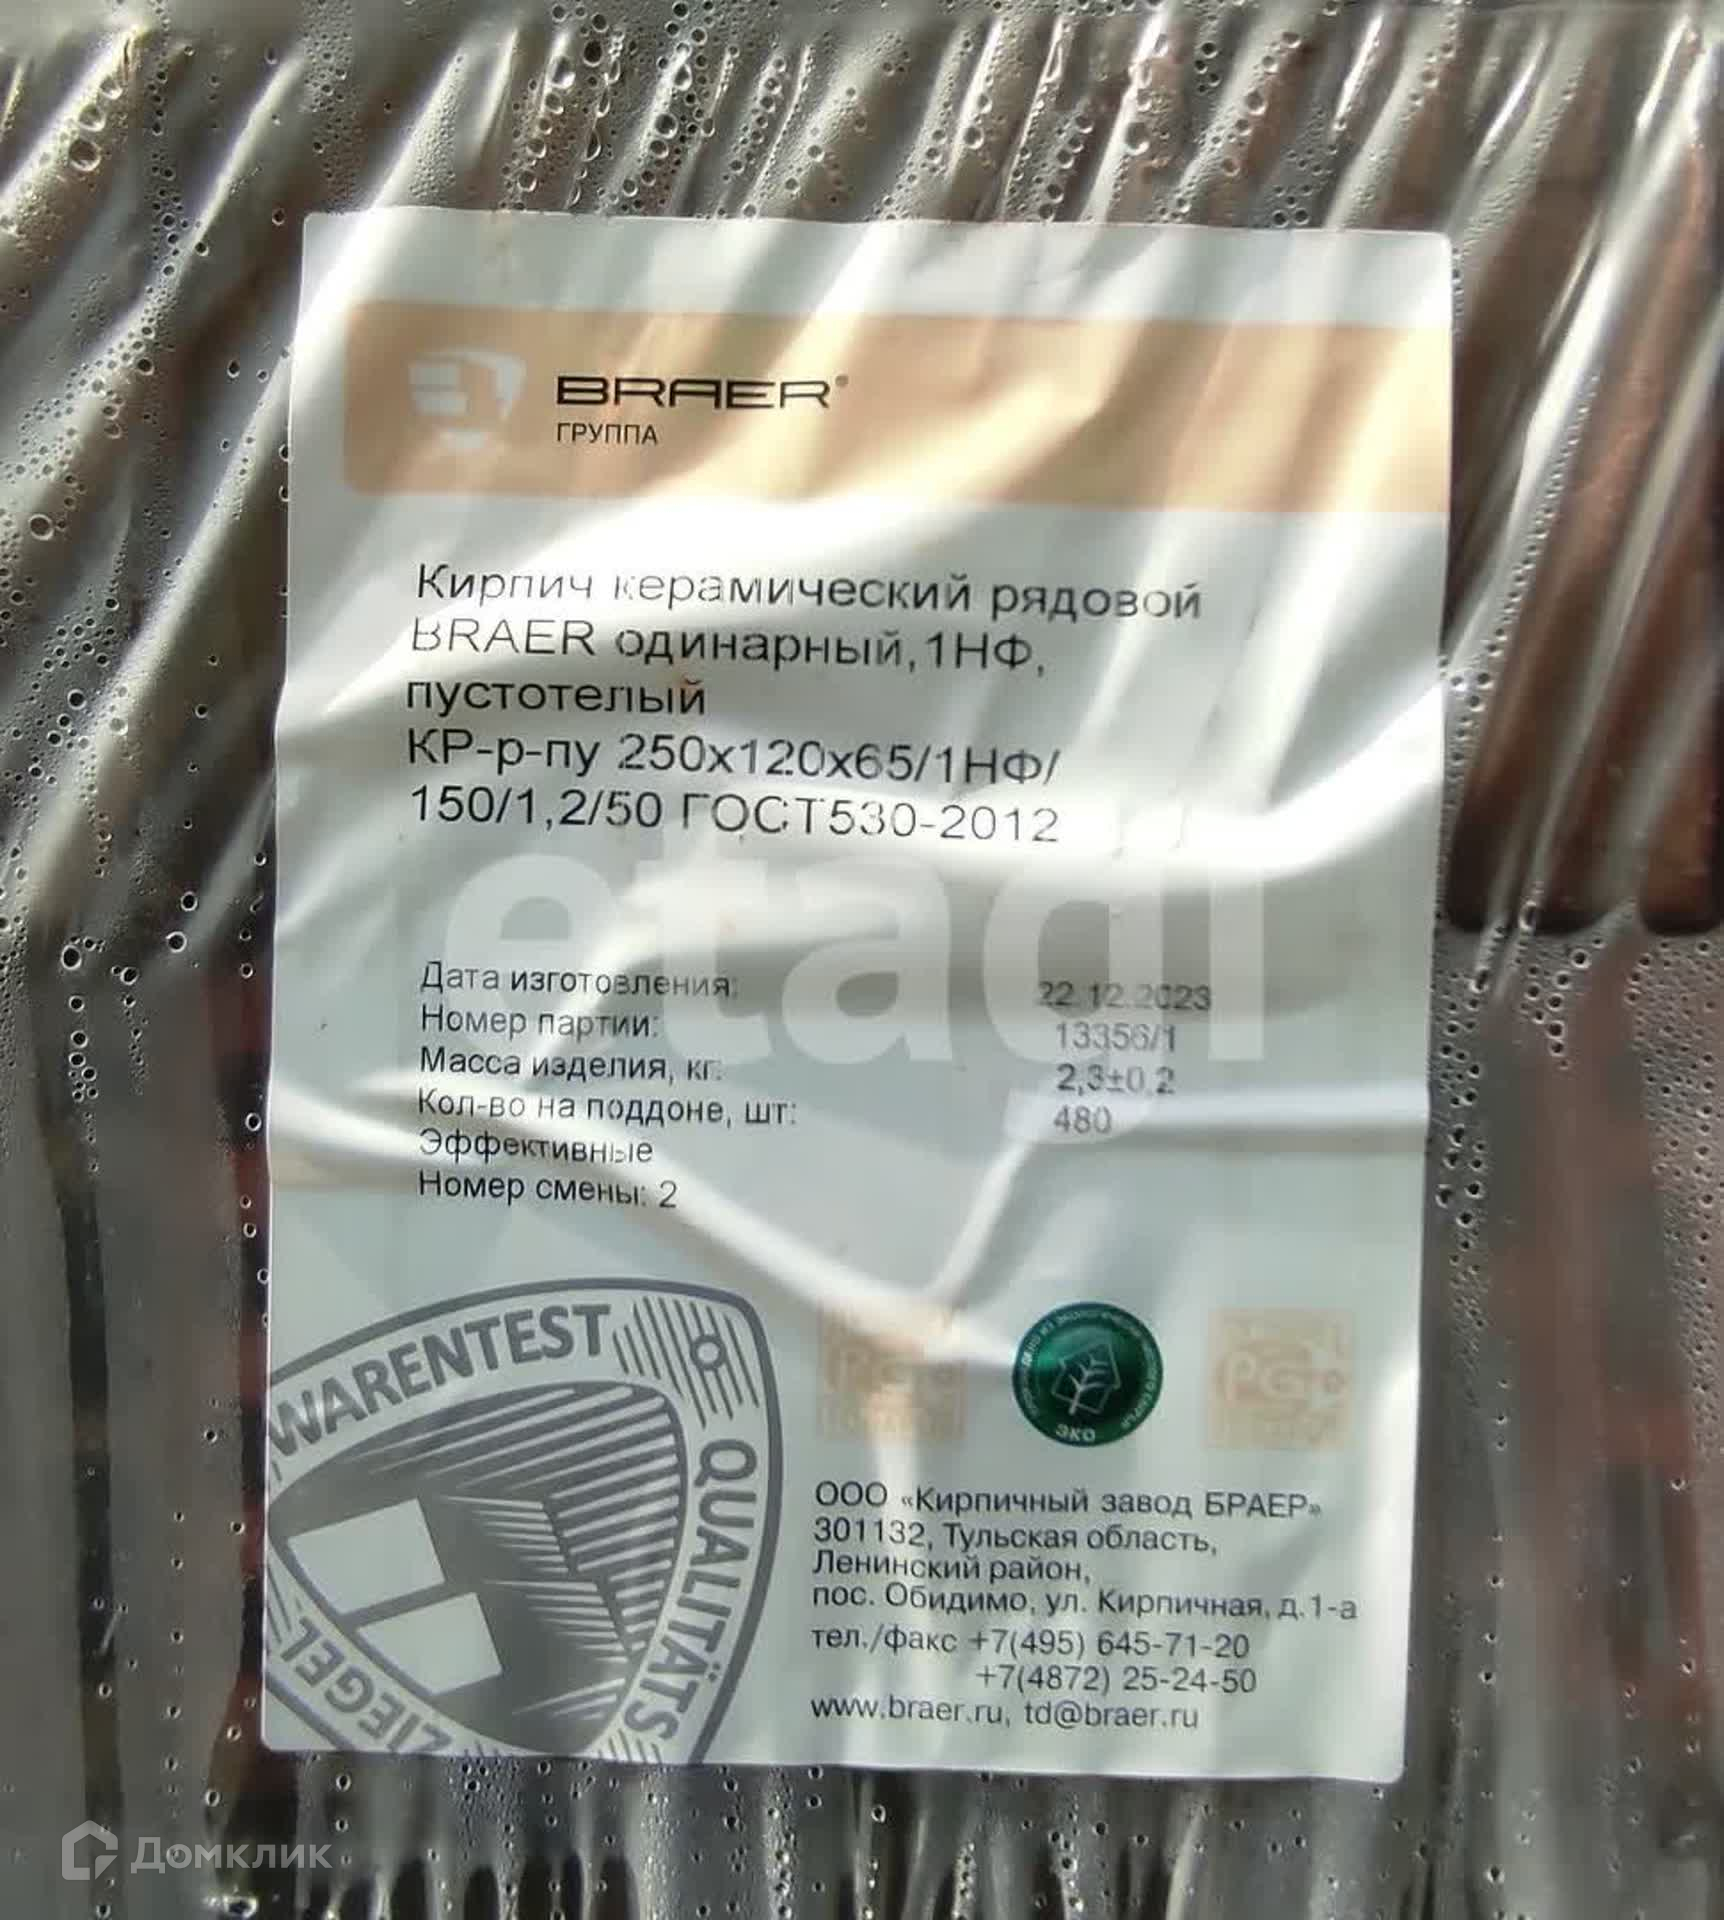 BRAER®
ГРУППА
Кирпич керамический рядовой
BRAER одинарный,1НФ,
пустотелый
КР-р-пу 250х120х65/1НФ/
150/1,2/50 ГОСТ530-2012
etagi
Дата изготовления: 22.12.2023
Номер партии: 13356/1
Масса изделия, кг: 2,3±0,2
Кол-во на поддоне, шт: 480
Эффективные
Номер смены: 2
WARENTEST
QUALITÄTS
ZIEGEL
PG
ЭКО
PG
ООО «Кирпичный завод БРАЕР»
301132, Тульская область,
Ленинский район,
пос. Обидимо, ул. Кирпичная, д.1-а
тел./факс +7(495) 645-71-20
+7(4872) 25-24-50
www.braer.ru, td@braer.ru
Домклик